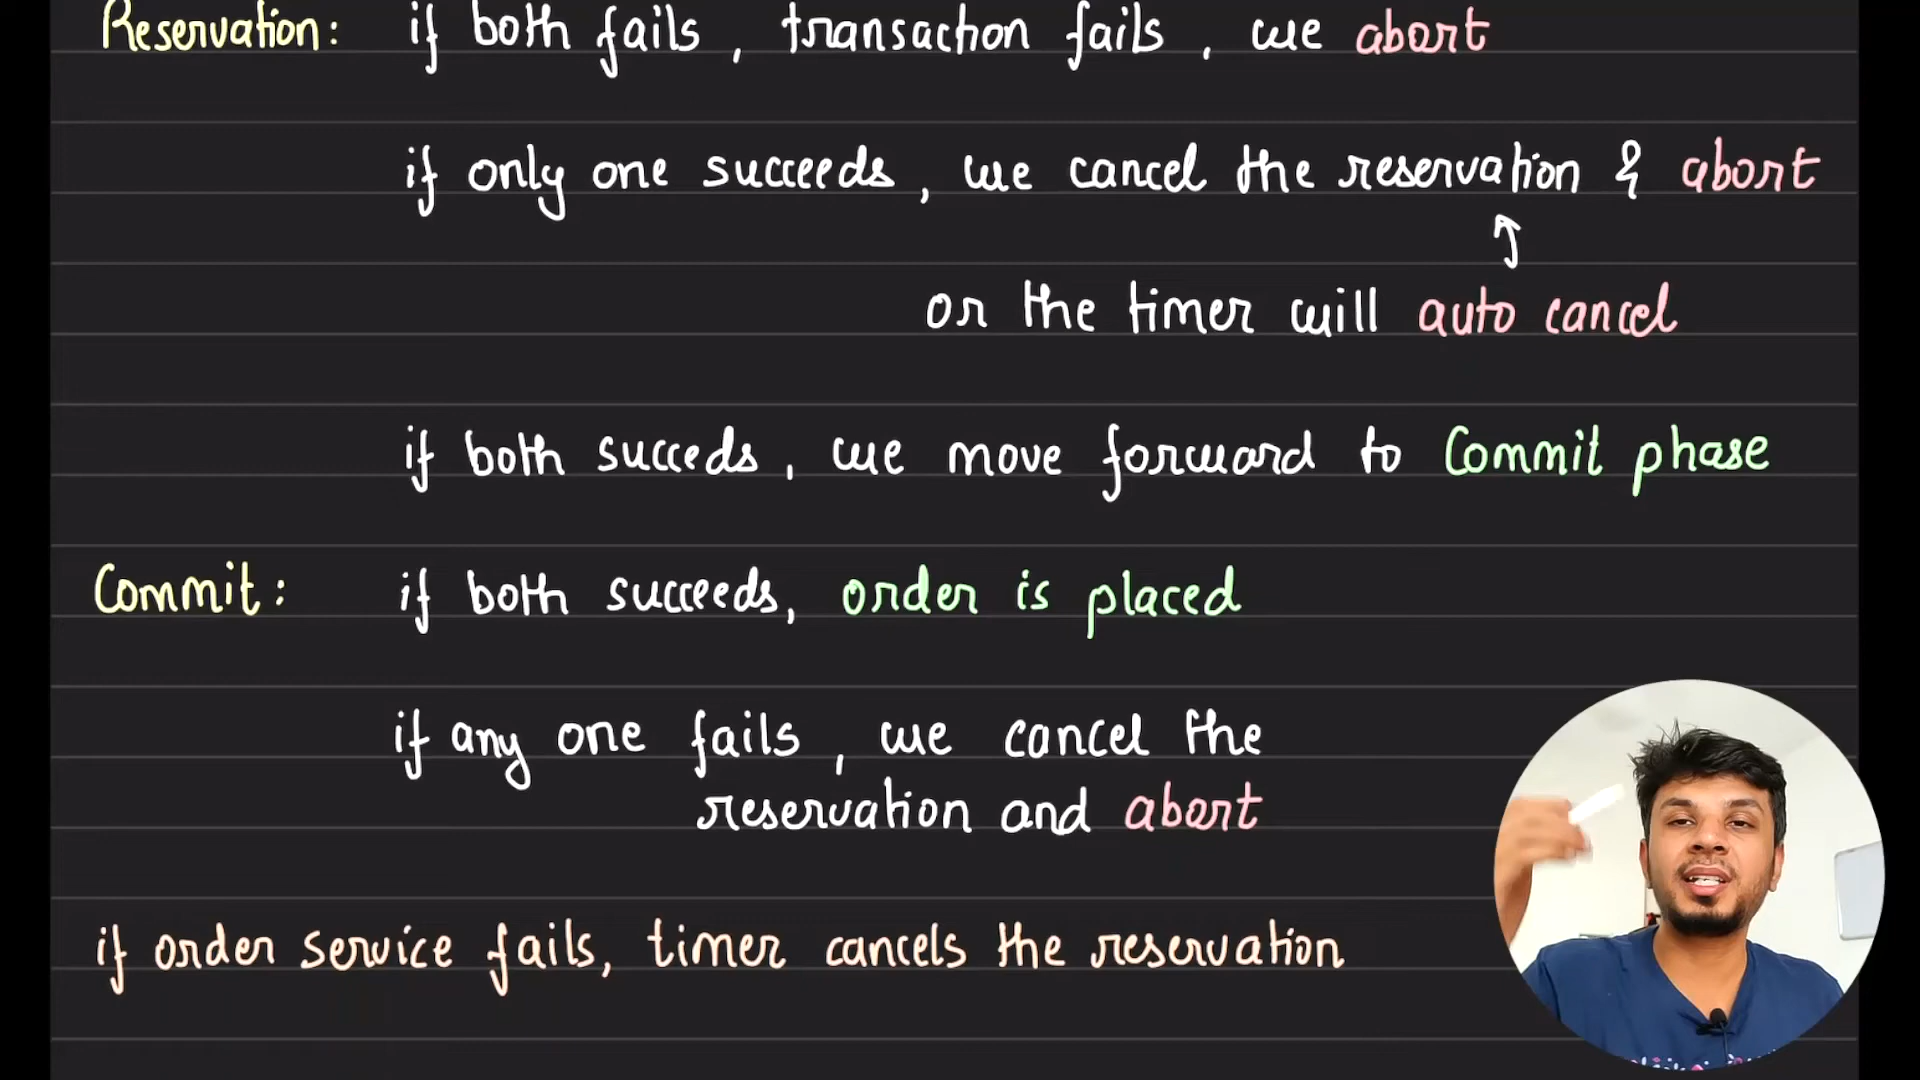 Reservation: if both fails, transaction fails, we abort
if only one succeeds, we cancel the reservation & abort
or the timer will auto cancel
if both succeds, we move forward to Commit phase
Commit: if both succeeds, order is placed
if any one fails, we cancel the
reservation and abort
if order service fails, timer cancels the reservation